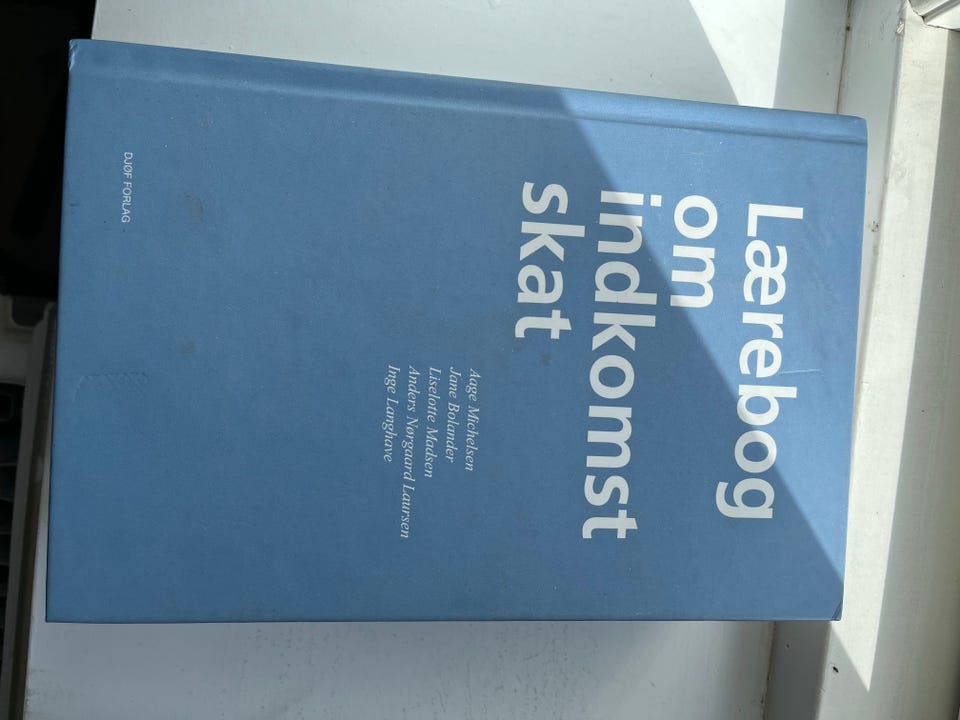 Lærebog
om
indkomst
skat
Aage Michelsen
Jane Bolander
Liselotte Madsen
Anders Nørgaard Laursen
Inge Langhave
DJØF FORLAG